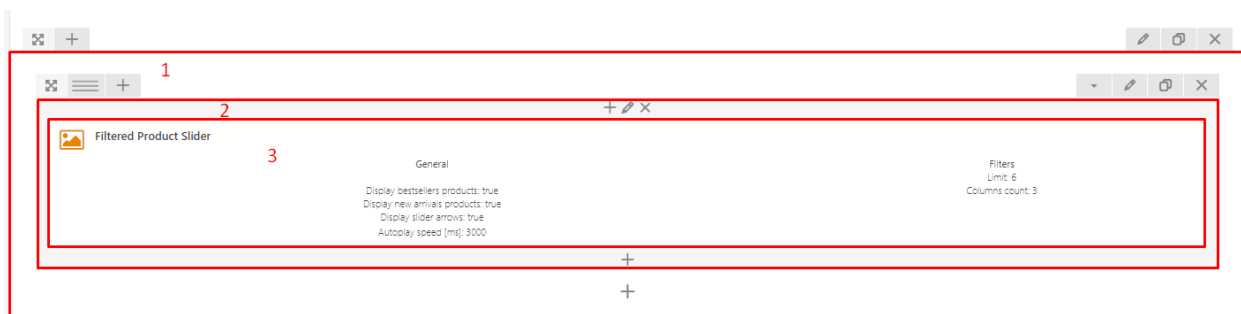 1
2
Filtered Product Slider
3
General
Filters
Limit: 6
Display bestsellers products: true
Columns count: 3
Display new arrivals products: true
Display slider arrows: true
Autoplay speed [ms]: 3000